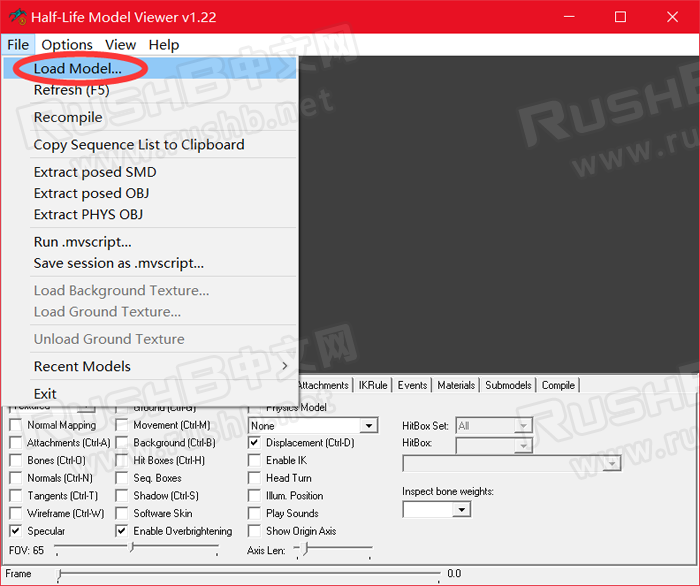 Half-Life Model Viewer v1.22
File Options View Help
Load Model...
Refresh (F5)
Recompile
Copy Sequence List to Clipboard
Extract posed SMD
Extract posed OBJ
Extract PHYS OBJ
Run .mvscript...
Save session as .mvscript...
Load Background Texture...
Load Ground Texture...
Unload Ground Texture
Recent Models
Exit
RushB中文网
www.rushb.net
Attachments IKRule Events Materials Submodels Compile
Textured Ground (Ctrl-G) Physics Model
Normal Mapping Movement (Ctrl-M) None HitBox Set: All
Attachments (Ctrl-A) Background (Ctrl-B) Displacement (Ctrl-D) HitBox:
Bones (Ctrl-O) Hit Boxes (Ctrl-H) Enable IK
Normals (Ctrl-N) Seq. Boxes Head Turn
Tangents (Ctrl-T) Shadow (Ctrl-S) Illum. Position Inspect bone weights:
Wireframe (Ctrl-W) Software Skin Play Sounds
Specular Enable Overbrightening Show Origin Axis
FOV: 65 Axis Len:
Frame 0.0